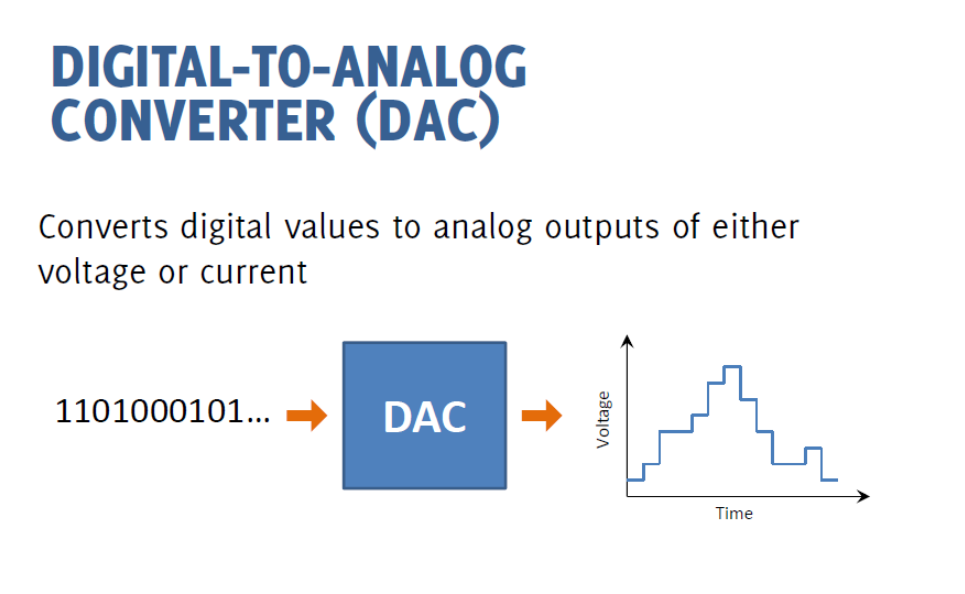 DIGITAL-TO-ANALOG
CONVERTER (DAC)
Converts digital values to analog outputs of either
voltage or current
1101000101...
DAC
Voltage
Time